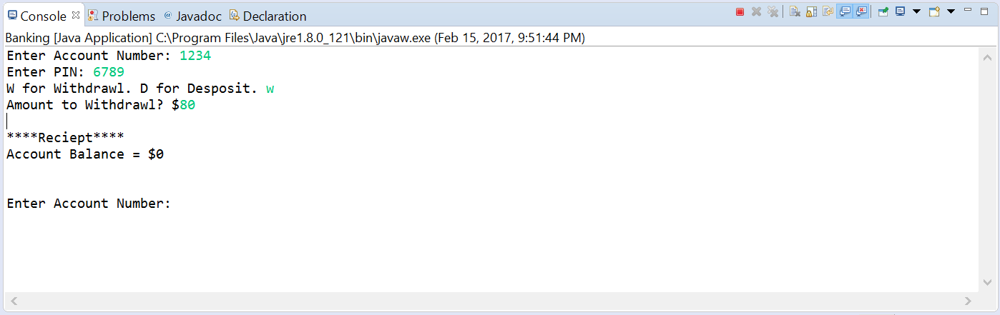 Console Problems @ Javadoc Declaration
Banking [Java Application] C:\Program Files\Java\jre1.8.0_121\bin\javaw.exe (Feb 15, 2017, 9:51:44 PM)
Enter Account Number: 1234
Enter PIN: 6789
W for Withdrawl. D for Desposit. w
Amount to Withdrawl? $80
****Reciept****
Account Balance = $0
Enter Account Number: